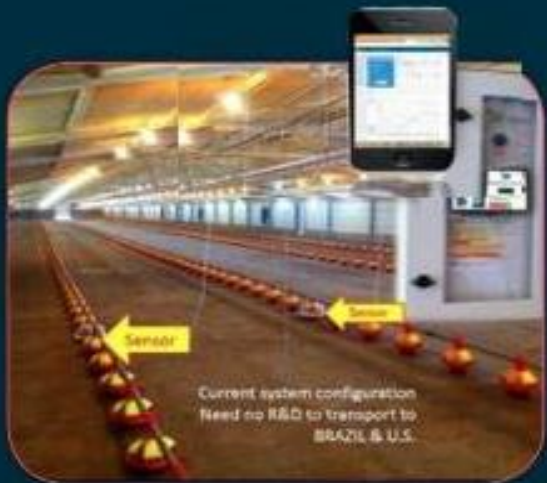 Sensor
Sensor
Current system configuration
Need no R&D to transport to
BRAZIL & U.S.